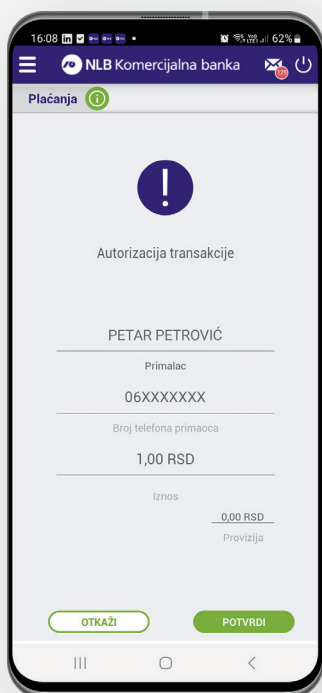 16:08 62%
NLB Komercijalna banka
Plaćanja
Autorizacija transakcije
PETAR PETROVIĆ
Primalac
06XXXXXXX
Broj telefona primaoca
1,00 RSD
Iznos
0,00 RSD
Provizija
OTKAŽI POTVRDI